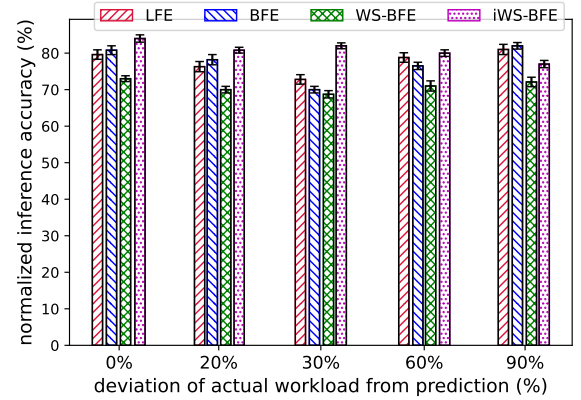 LFE BFE WS-BFE iWS-BFE
normalized inference accuracy (%)
80
70
60
50
40
30
20
10
0
0% 20% 30% 60% 90%
deviation of actual workload from prediction (%)